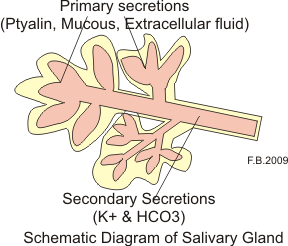 Primary secretions
(Ptyalin, Mucous, Extracellular fluid)
F.B.2009
Secondary Secretions
(K+ & HCO3)
Schematic Diagram of Salivary Gland